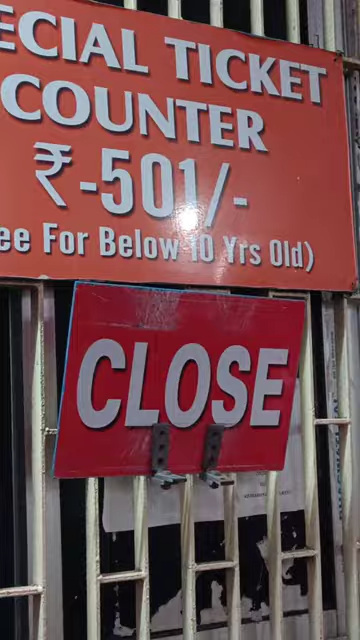 ECIAL TICKET
COUNTER
₹-501/-
ee For Below 10 Yrs Old)
CLOSE